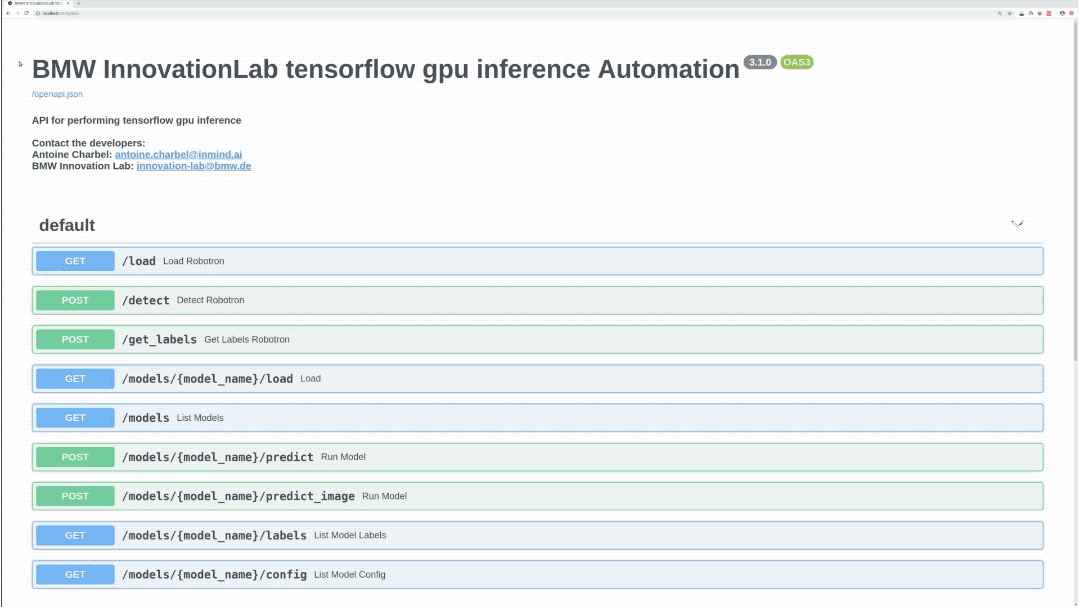 BMW InnovationLab tensorflow gpu inference Automation 3.1.0 OAS3
/openapi.json
API for performing tensorflow gpu inference
Contact the developers:
Antoine Charbel: antoine.charbel@inmind.ai
BMW Innovation Lab: innovation-lab@bmw.de
default
GET /load Load Robotron
POST /detect Detect Robotron
POST /get_labels Get Labels Robotron
GET /models/{model_name}/load Load
GET /models List Models
POST /models/{model_name}/predict Run Model
POST /models/{model_name}/predict_image Run Model
GET /models/{model_name}/labels List Model Labels
GET /models/{model_name}/config List Model Config